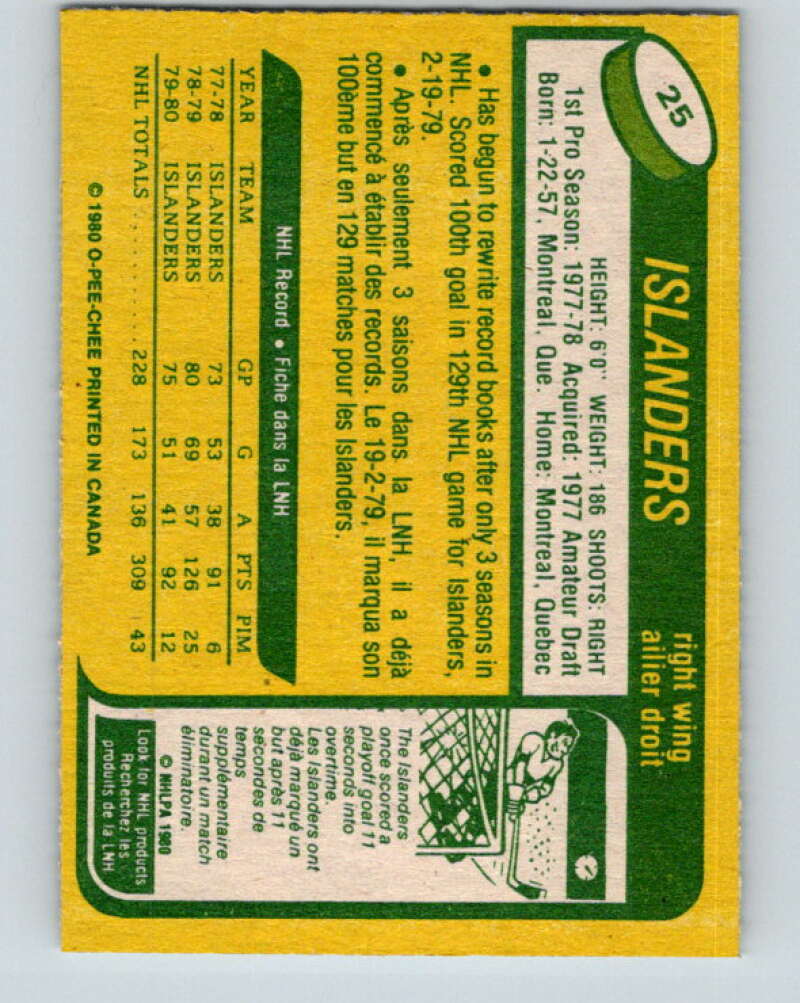 25
ISLANDERS
right wing
ailier droit
HEIGHT: 6'0" WEIGHT: 186 SHOOTS: RIGHT
1st Pro Season: 1977-78 Acquired: 1977 Amateur Draft
Born: 1-22-57, Montreal, Que. Home: Montreal, Quebec
• Has begun to rewrite record books after only 3 seasons in
NHL. Scored 100th goal in 129th NHL game for Islanders,
2-19-79.
• Après seulement 3 saisons dans la LNH, il a déjà
commencé à établir des records. Le 19-2-79, il marqua son
100ème but en 129 matches pour les Islanders.
NHL Record • Fiche dans la LNH
YEAR TEAM GP G A PTS PIM
77-78 ISLANDERS 73 53 38 91 6
78-79 ISLANDERS 80 69 57 126 25
79-80 ISLANDERS 75 51 41 92 12
NHL TOTALS .......... 228 173 136 309 43
© 1980 O-PEE-CHEE PRINTED IN CANADA
The Islanders
once scored a
playoff goal 11
seconds into
overtime.
Les Islanders ont
déjà marqué un
but après 11
secondes de
temps
supplémentaire
durant un match
éliminatoire.
© NHLPA 1980
Look for NHL products
Recherchez les
produits de la LNH